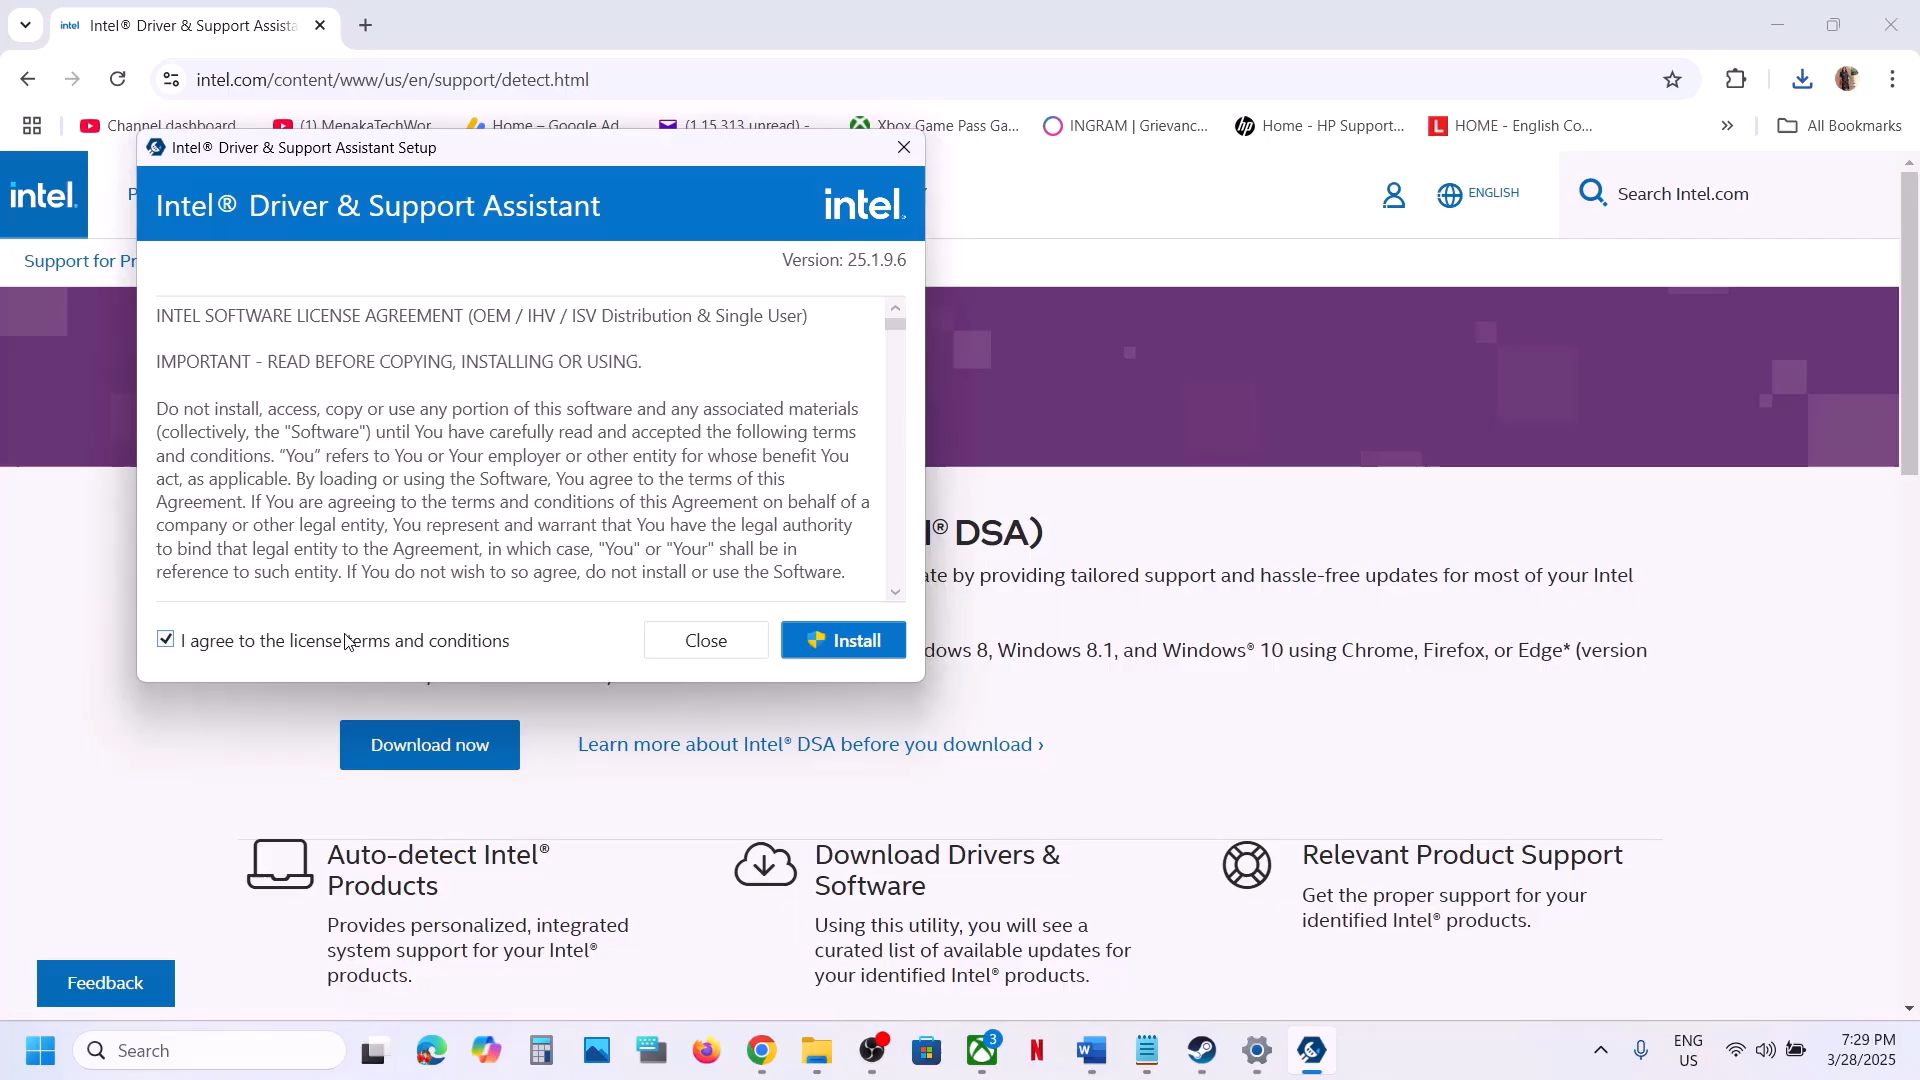 intel Intel® Driver & Support Assista
intel.com/content/www/us/en/support/detect.html
Channel dashboard
(1) MenakaTechWor
Home – Google Ad
(1,15,313 unread) -
Xbox Game Pass Ga...
INGRAM | Grievanc...
Home - HP Support...
HOME - English Co...
All Bookmarks
Intel® Driver & Support Assistant Setup
intel.
P
ENGLISH
Search Intel.com
Intel® Driver & Support Assistant
intel.
Support for Pr
Version: 25.1.9.6
INTEL SOFTWARE LICENSE AGREEMENT (OEM / IHV / ISV Distribution & Single User)
IMPORTANT - READ BEFORE COPYING, INSTALLING OR USING.
Do not install, access, copy or use any portion of this software and any associated materials
(collectively, the "Software") until You have carefully read and accepted the following terms
and conditions. "You" refers to You or Your employer or other entity for whose benefit You
act, as applicable. By loading or using the Software, You agree to the terms of this
Agreement. If You are agreeing to the terms and conditions of this Agreement on behalf of a
company or other legal entity, You represent and warrant that You have the legal authority
to bind that legal entity to the Agreement, in which case, "You" or "Your" shall be in
reference to such entity. If You do not wish to so agree, do not install or use the Software.
l® DSA)
ate by providing tailored support and hassle-free updates for most of your Intel
I agree to the license terms and conditions
Close
Install
dows 8, Windows 8.1, and Windows® 10 using Chrome, Firefox, or Edge* (version
Download now
Learn more about Intel® DSA before you download ›
Auto-detect Intel®
Products
Provides personalized, integrated
system support for your Intel®
products.
Download Drivers &
Software
Using this utility, you will see a
curated list of available updates for
your identified Intel® products.
Relevant Product Support
Get the proper support for your
identified Intel® products.
Feedback
Search
3
ENG
US
7:29 PM
3/28/2025